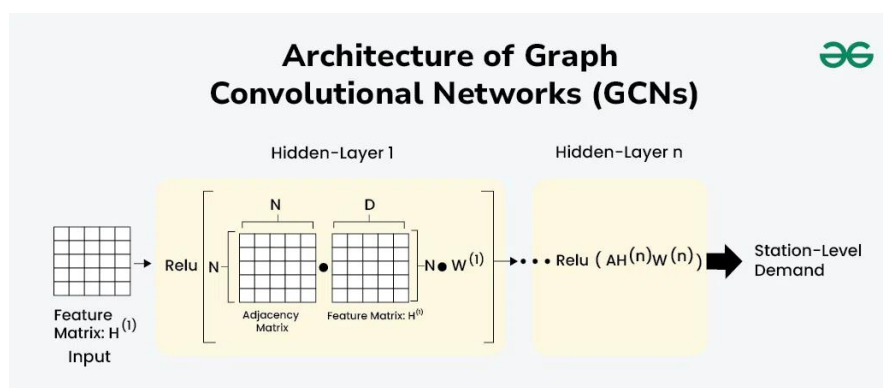 Architecture of Graph
Convolutional Networks (GCNs)
Hidden-Layer 1
Hidden-Layer n
N
D
Relu
N
N
W(1)
Relu ( AH(n)W(n))
Station-Level
Demand
Adjacency
Matrix
Feature Matrix: H(1)
Feature
Matrix: H(1)
Input